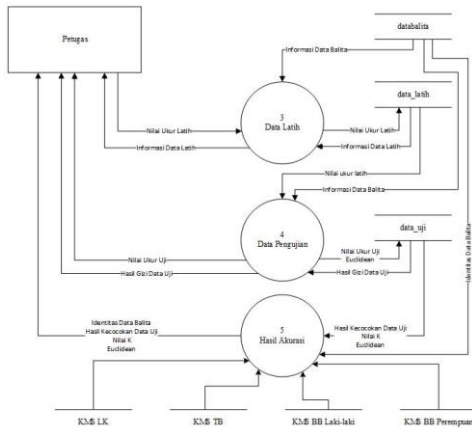 Petugas
databalita
Informasi Data Balita
data_latih
3
Data Latih
Nilai Ukur Latih
Nilai Ukur Latih
Informasi Data Latih
Informasi Data Latih
Nilai ukur latih
Informasi Data Balita
4
Data Pengujian
data_uji
Nilai Ukur Uji
Nilai Ukur Uji
Euclidean
Hasil Gizi Data Uji
Hasil Gizi Data Uji
Identitas Data Balita
Identitas Data Balita
Hasil Kecocokan Data Uji
Nilai K
Euclidean
5
Hasil Akurasi
Hasil Kecocokan Data Uji
Nilai K
Euclidean
KMS LK
KMS TB
KMS BB Laki-laki
KMS BB Perempuan